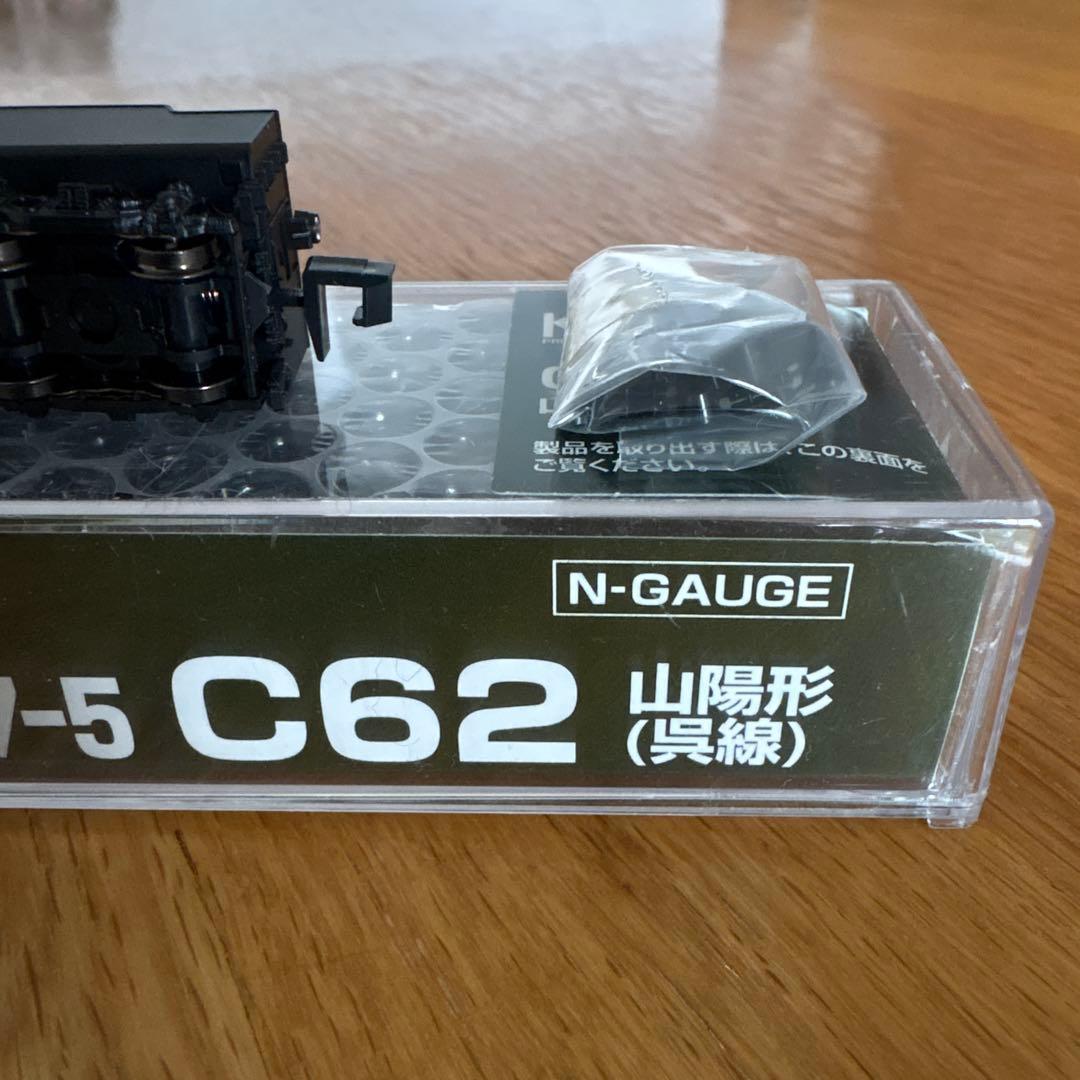 製品を取り出す際は、この裏面を
ご覧ください。
N-GAUGE
7-5 C62 山陽形
(呉線)